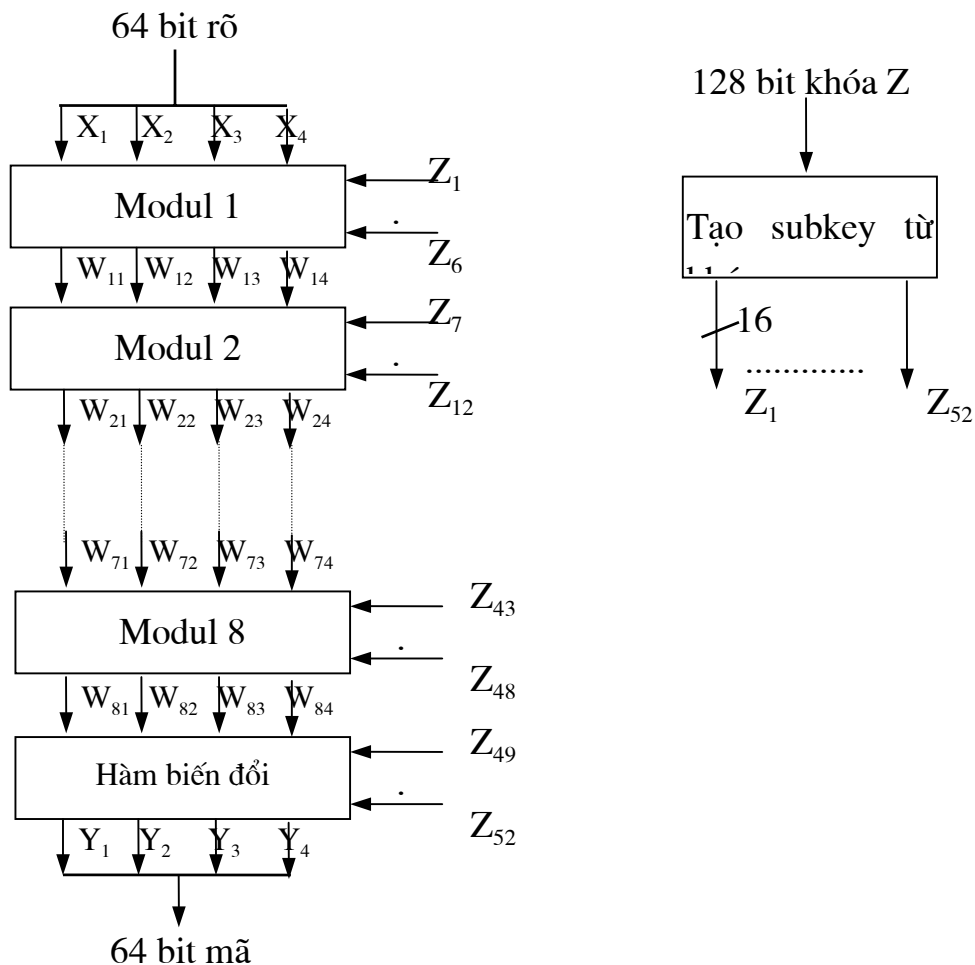 64 bit rõ
X₁ X₂ X₃ X₄
Modul 1
Z₁
.
Z₆
W₁₁ W₁₂ W₁₃ W₁₄
Modul 2
Z₇
.
Z₁₂
W₂₁ W₂₂ W₂₃ W₂₄
W₇₁ W₇₂ W₇₃ W₇₄
Modul 8
Z₄₃
.
Z₄₈
W₈₁ W₈₂ W₈₃ W₈₄
Hàm biến đổi
Z₄₉
.
Z₅₂
Y₁ Y₂ Y₃ Y₄
64 bit mã
128 bit khóa Z
Tạo subkey từ
16
.............
Z₁ Z₅₂